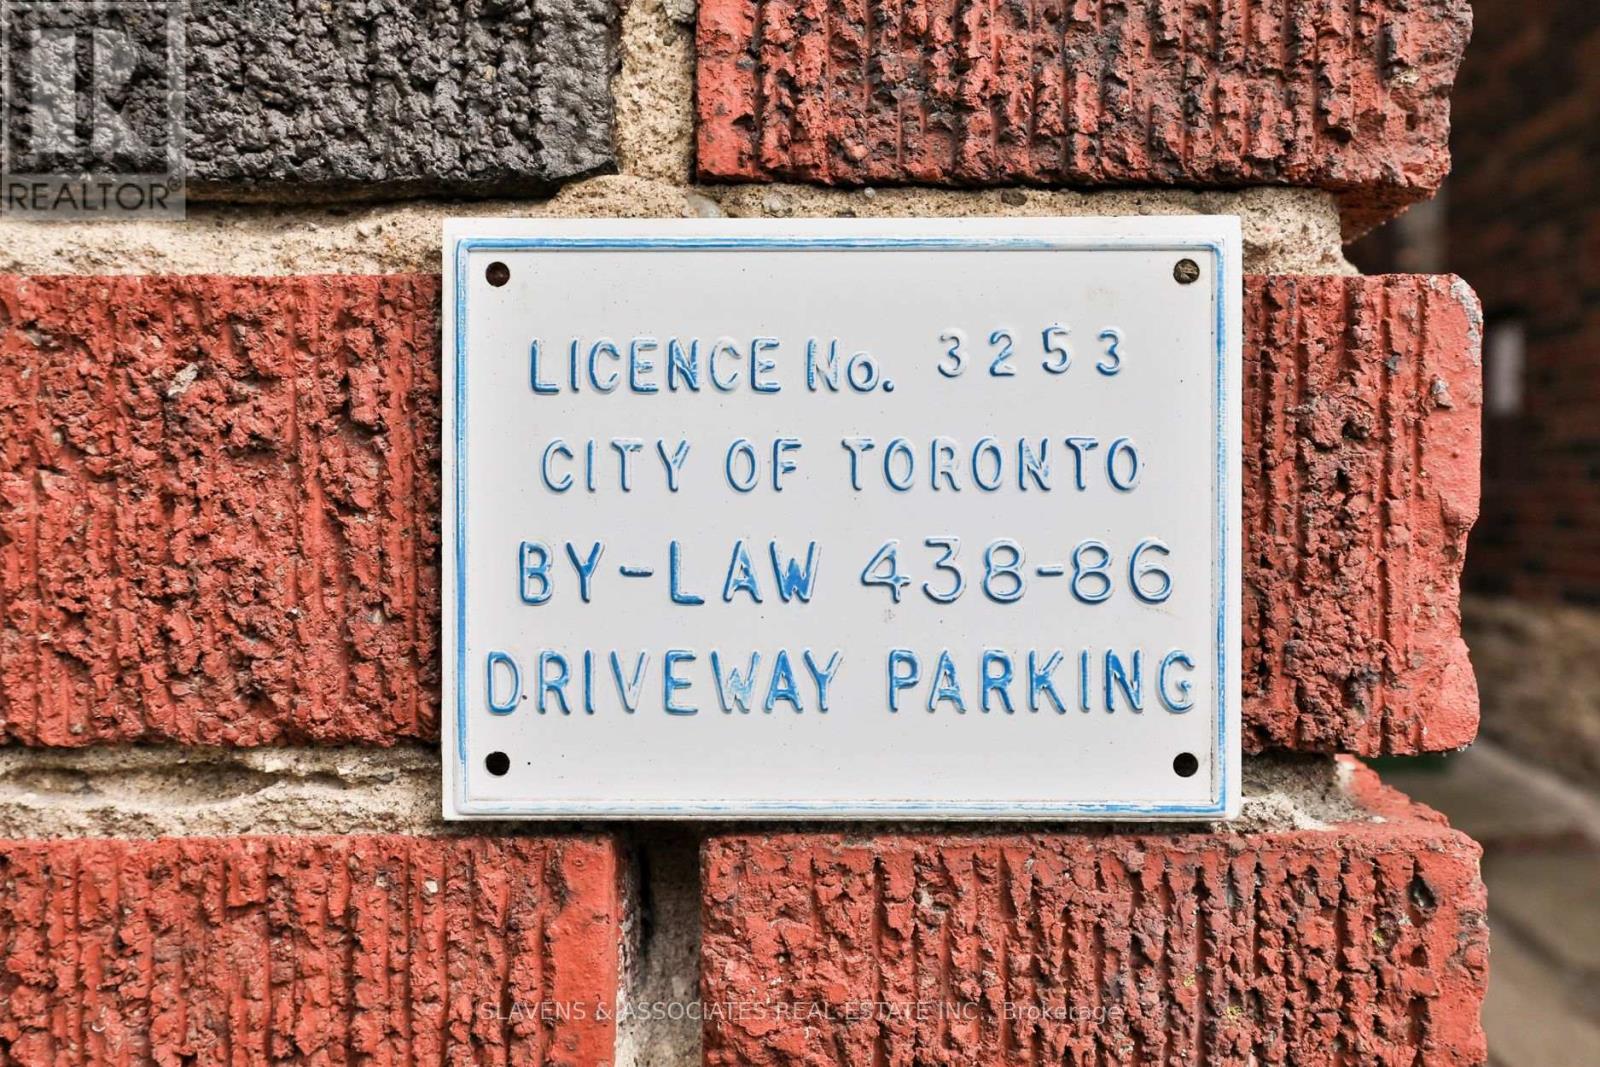 REALTOR®
LICENCE No. 3253
CITY OF TORONTO
BY-LAW 438-86
DRIVEWAY PARKING
SLAVENS & ASSOCIATES REAL ESTATE INC., Brokerage